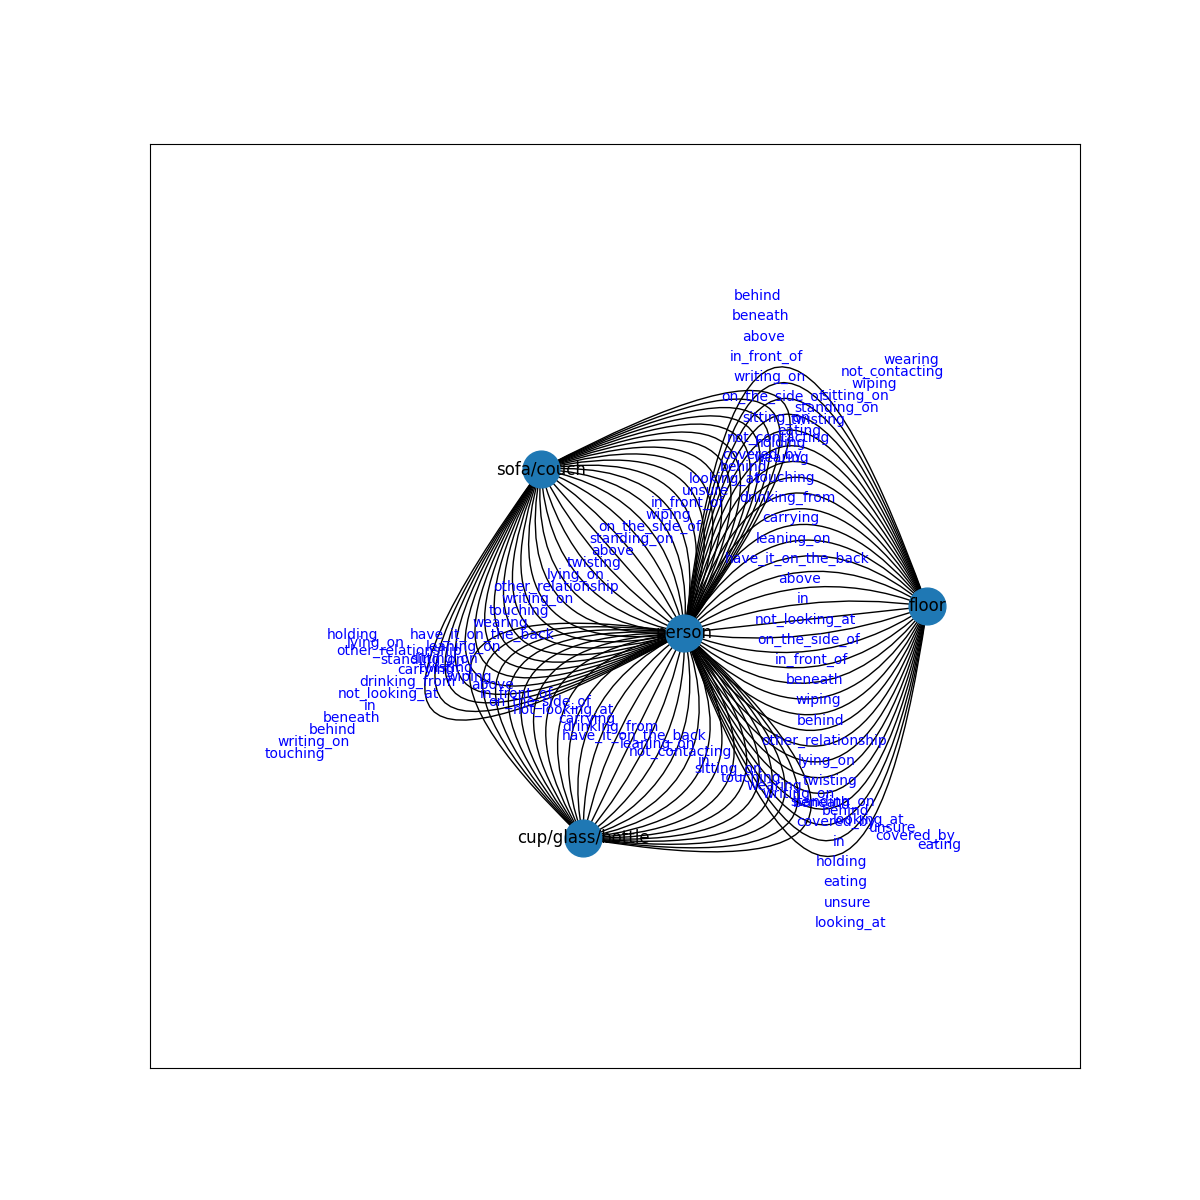 behind
beneath
above
in_front_of
writing_on
on_the_side_of
sitting_on
not_contacting
covered_by
wearing
not_contacting
wiping
sitting_on
standing_on
twisting
eating
holding
wearing
behind
looking_at
touching
unsure
drinking_from
in_front_of
wiping
carrying
on_the_side_of
standing_on
leaning_on
above
have_it_on_the_back
twisting
lying_on
above
other_relationship
writing_on
in
touching
not_looking_at
wearing
sofa/couch
floor
person
cup/glass/bottle
holding
lying_on
other_relationship
standing_on
carrying
drinking_from
not_looking_at
in
beneath
behind
writing_on
touching
have_it_on_the_back
leaning_on
wiping
above
in_front_of
on_the_side_of
not_looking_at
carrying
drinking_from
have_it_on_the_back
leaning_on
not_contacting
in
sitting_on
touching
wearing
writing_on
on_the_side_of
in_front_of
beneath
wiping
behind
other_relationship
lying_on
twisting
standing_on
behind
covered_by
looking_at
unsure
covered_by
eating
in
holding
eating
unsure
looking_at